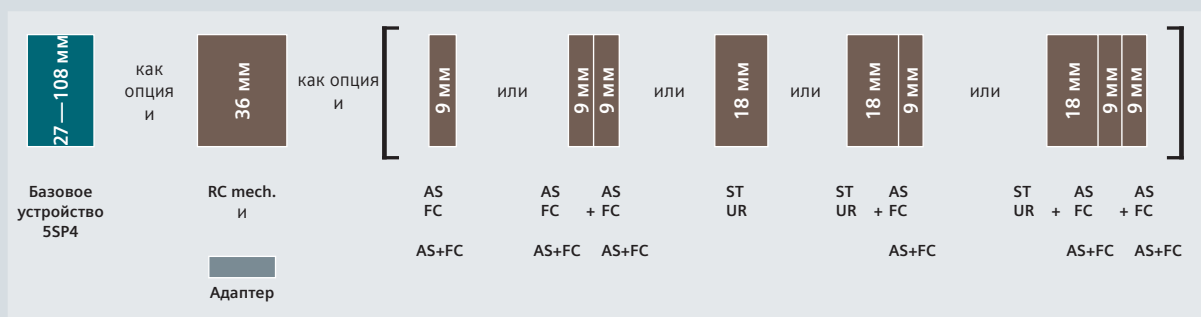 27—108 мм
как
опция
и
36 мм
как опция
и
9 мм
или
9 мм
9 мм
или
18 мм
или
18 мм
9 мм
или
18 мм
9 мм
9 мм
Базовое
устройство
5SP4
RC mech.
и
Адаптер
AS
FC
AS+FC
AS AS
FC + FC
AS+FC AS+FC
ST
UR
ST AS
UR + FC
AS+FC
ST AS AS
UR + FC + FC
AS+FC AS+FC